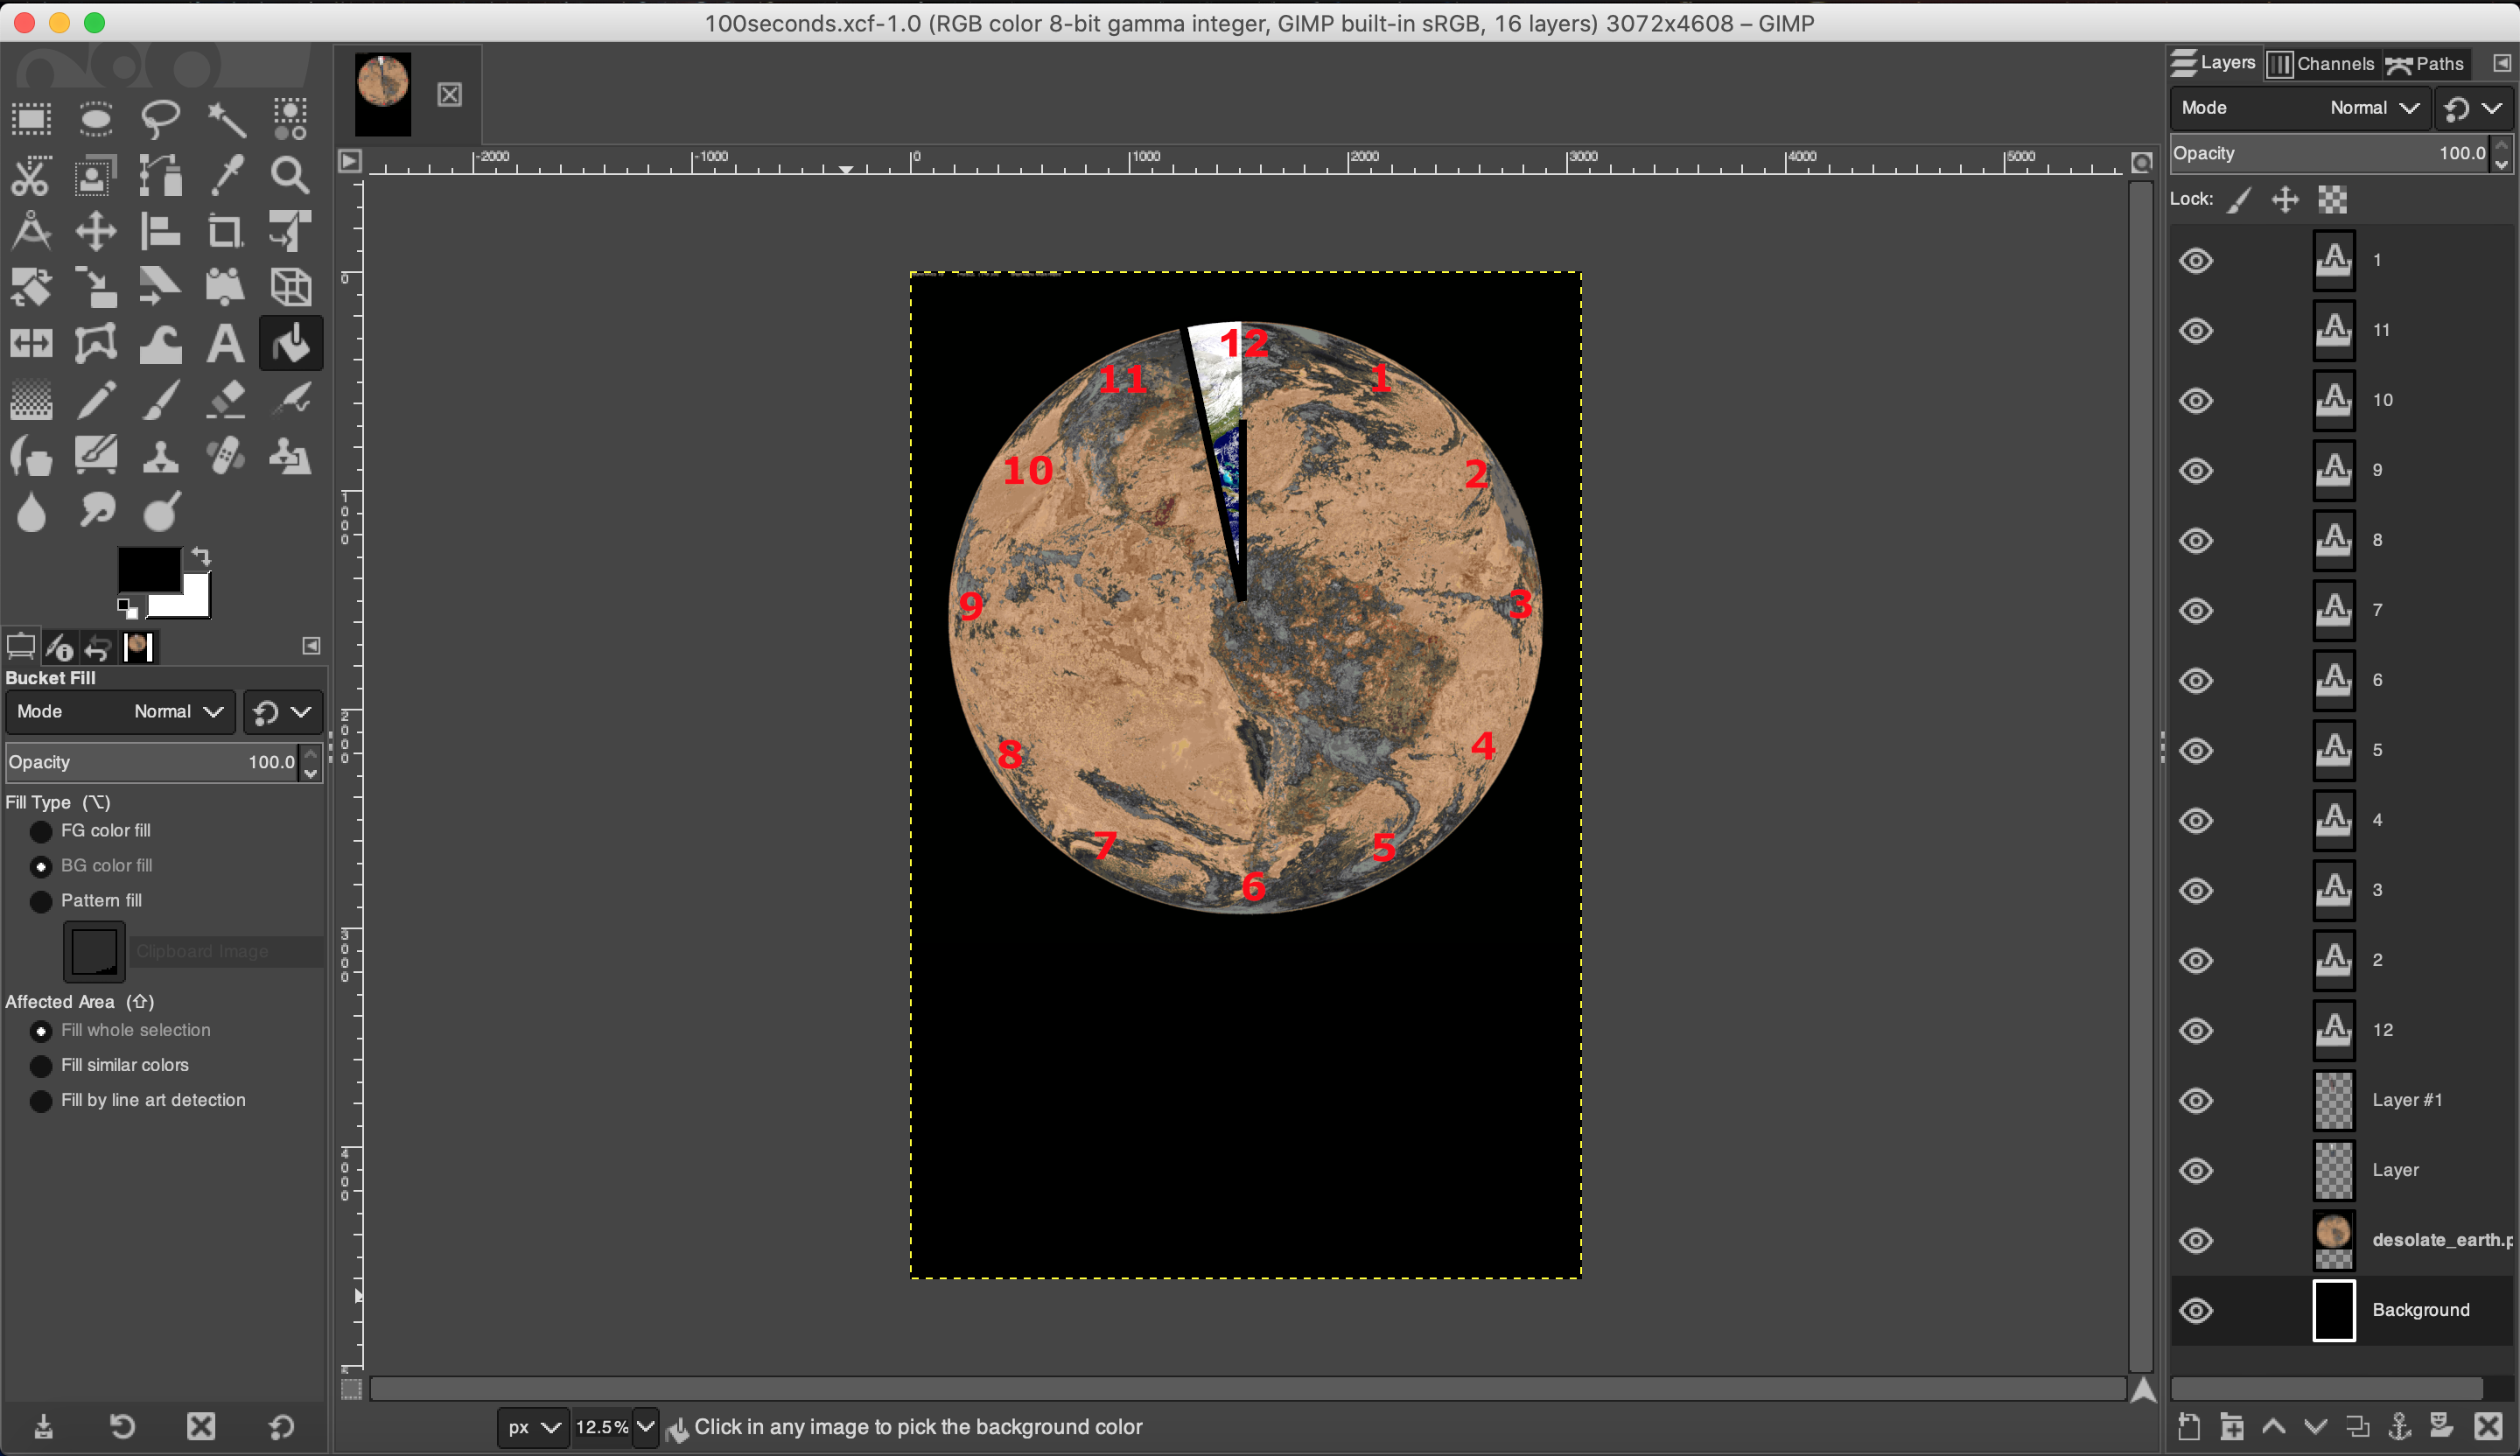 100seconds.xcf-1.0 (RGB color 8-bit gamma integer, GIMP built-in sRGB, 16 layers) 3072x4608 – GIMP
Layers Channels Paths
Mode Normal
Opacity 100.0
Lock:
-2000 -1000 0 1000 2000 3000 4000 5000
0
1000
2000
3000
4000
12
11 1
10 2
9 3
8 4
7 5
6
Bucket Fill
Mode Normal
Opacity 100.0
Fill Type (⌥)
FG color fill
BG color fill
Pattern fill
Clipboard Image
Affected Area (⇧)
Fill whole selection
Fill similar colors
Fill by line art detection
1
11
10
9
8
7
6
5
4
3
2
12
Layer #1
Layer
desolate_earth.p
Background
px 12.5% Click in any image to pick the background color